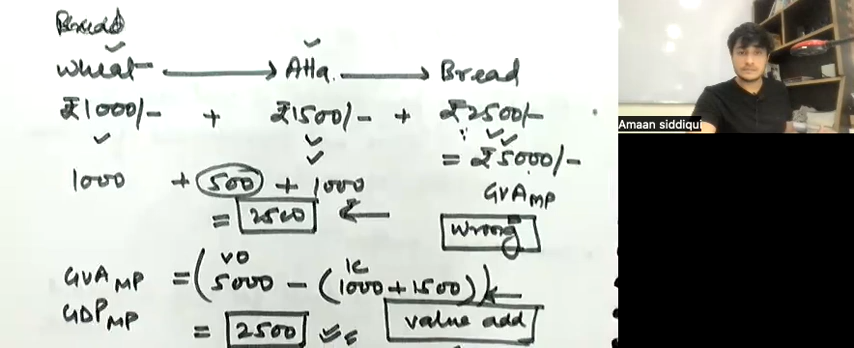 Bread
Wheat → Atta → Bread
₹1000/- + ₹1500/- + ₹2500/-
= ₹5000/-
1000 + 500 + 1000
GVA MP
= 2500 ←
Wrong
VO IC
GVA MP = (5000 - (1000+1500)) ←
GDP MP
= 2500
value add
Amaan siddiqui